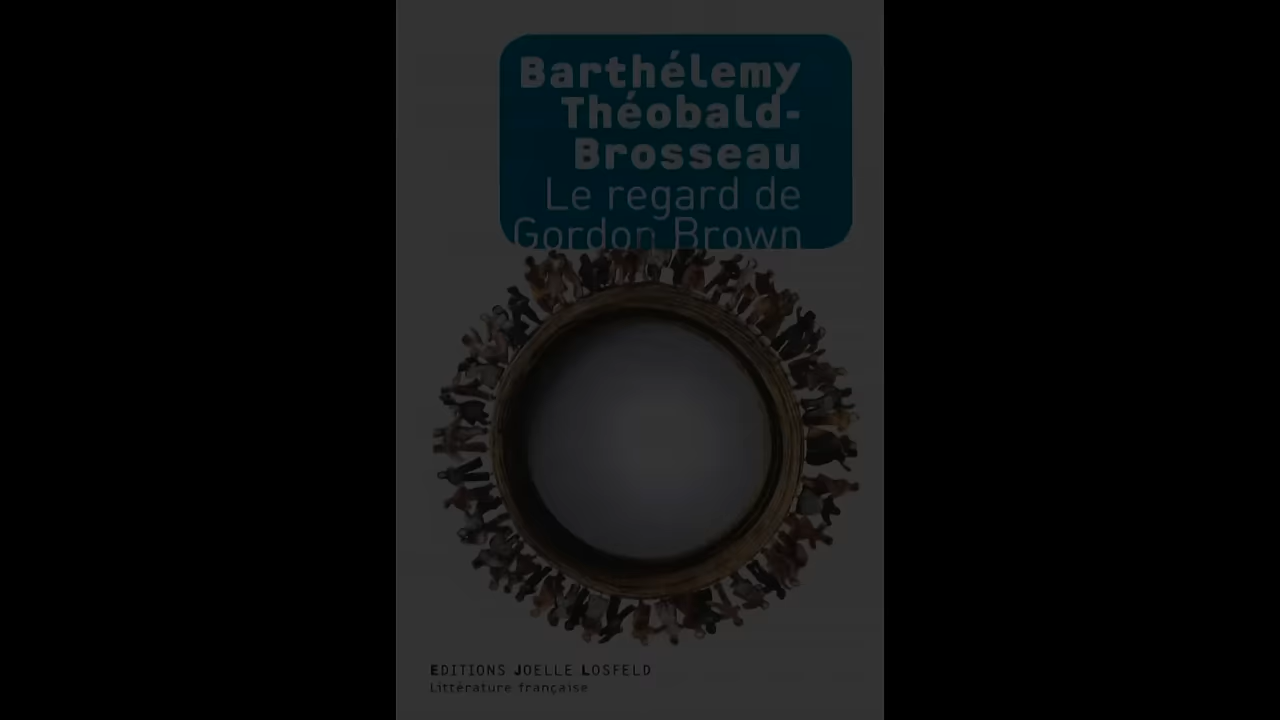 Barthélemy
Théobald-
Brosseau
Le regard de
Gordon Brown
EDITIONS JOELLE LOSFELD
Littérature française